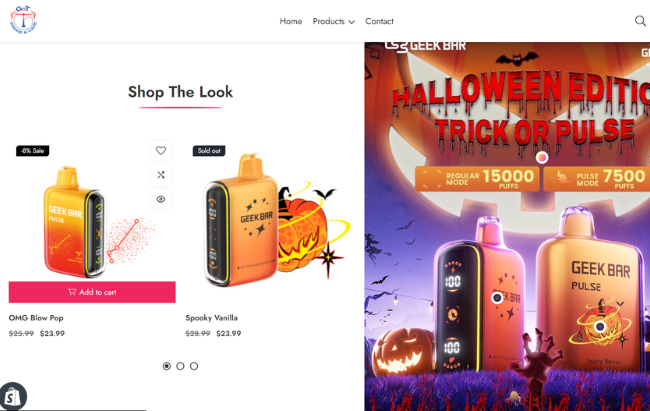 Home Products Contact
Shop The Look
-8% Sale
Sold out
GEEK BAR
PULSE
GEEK BAR
Add to cart
OMG Blow Pop
$25.99 $23.99
Spooky Vanilla
$28.99 $23.99
GEEK BAR
HALLOWEEN EDITIO
TRICK OR PULSE
REGULAR MODE 15000 PUFFS
PULSE MODE 7500 PUFFS
100
100
GEEK BAR
PULSE
Spooky Vanilla